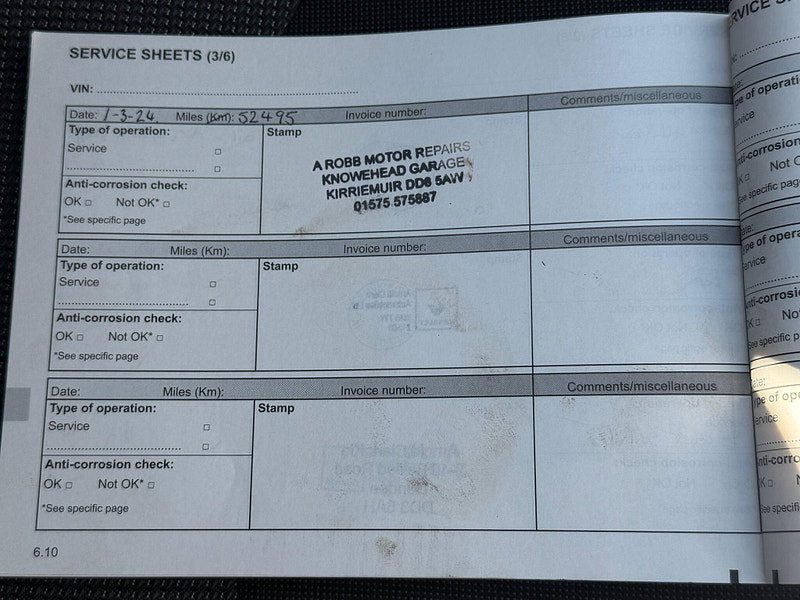 SERVICE SHEETS (3/6)
VIN:
Date: 1-3-24. Miles (Km): 52495 Invoice number: Comments/miscellaneous
Type of operation: Stamp
Service
Anti-corrosion check:
OK □ Not OK* □
*See specific page
A ROBB MOTOR REPAIRS
KNOWEHEAD GARAGE
KIRRIEMUIR DD8 5AW
01575 575887
Date: Miles (Km): Invoice number: Comments/miscellaneous
Type of operation: Stamp
Service
Anti-corrosion check:
OK □ Not OK* □
*See specific page
Date: Miles (Km): Invoice number: Comments/miscellaneous
Type of operation: Stamp
Service
Anti-corrosion check:
OK □ Not OK* □
*See specific page
6.10